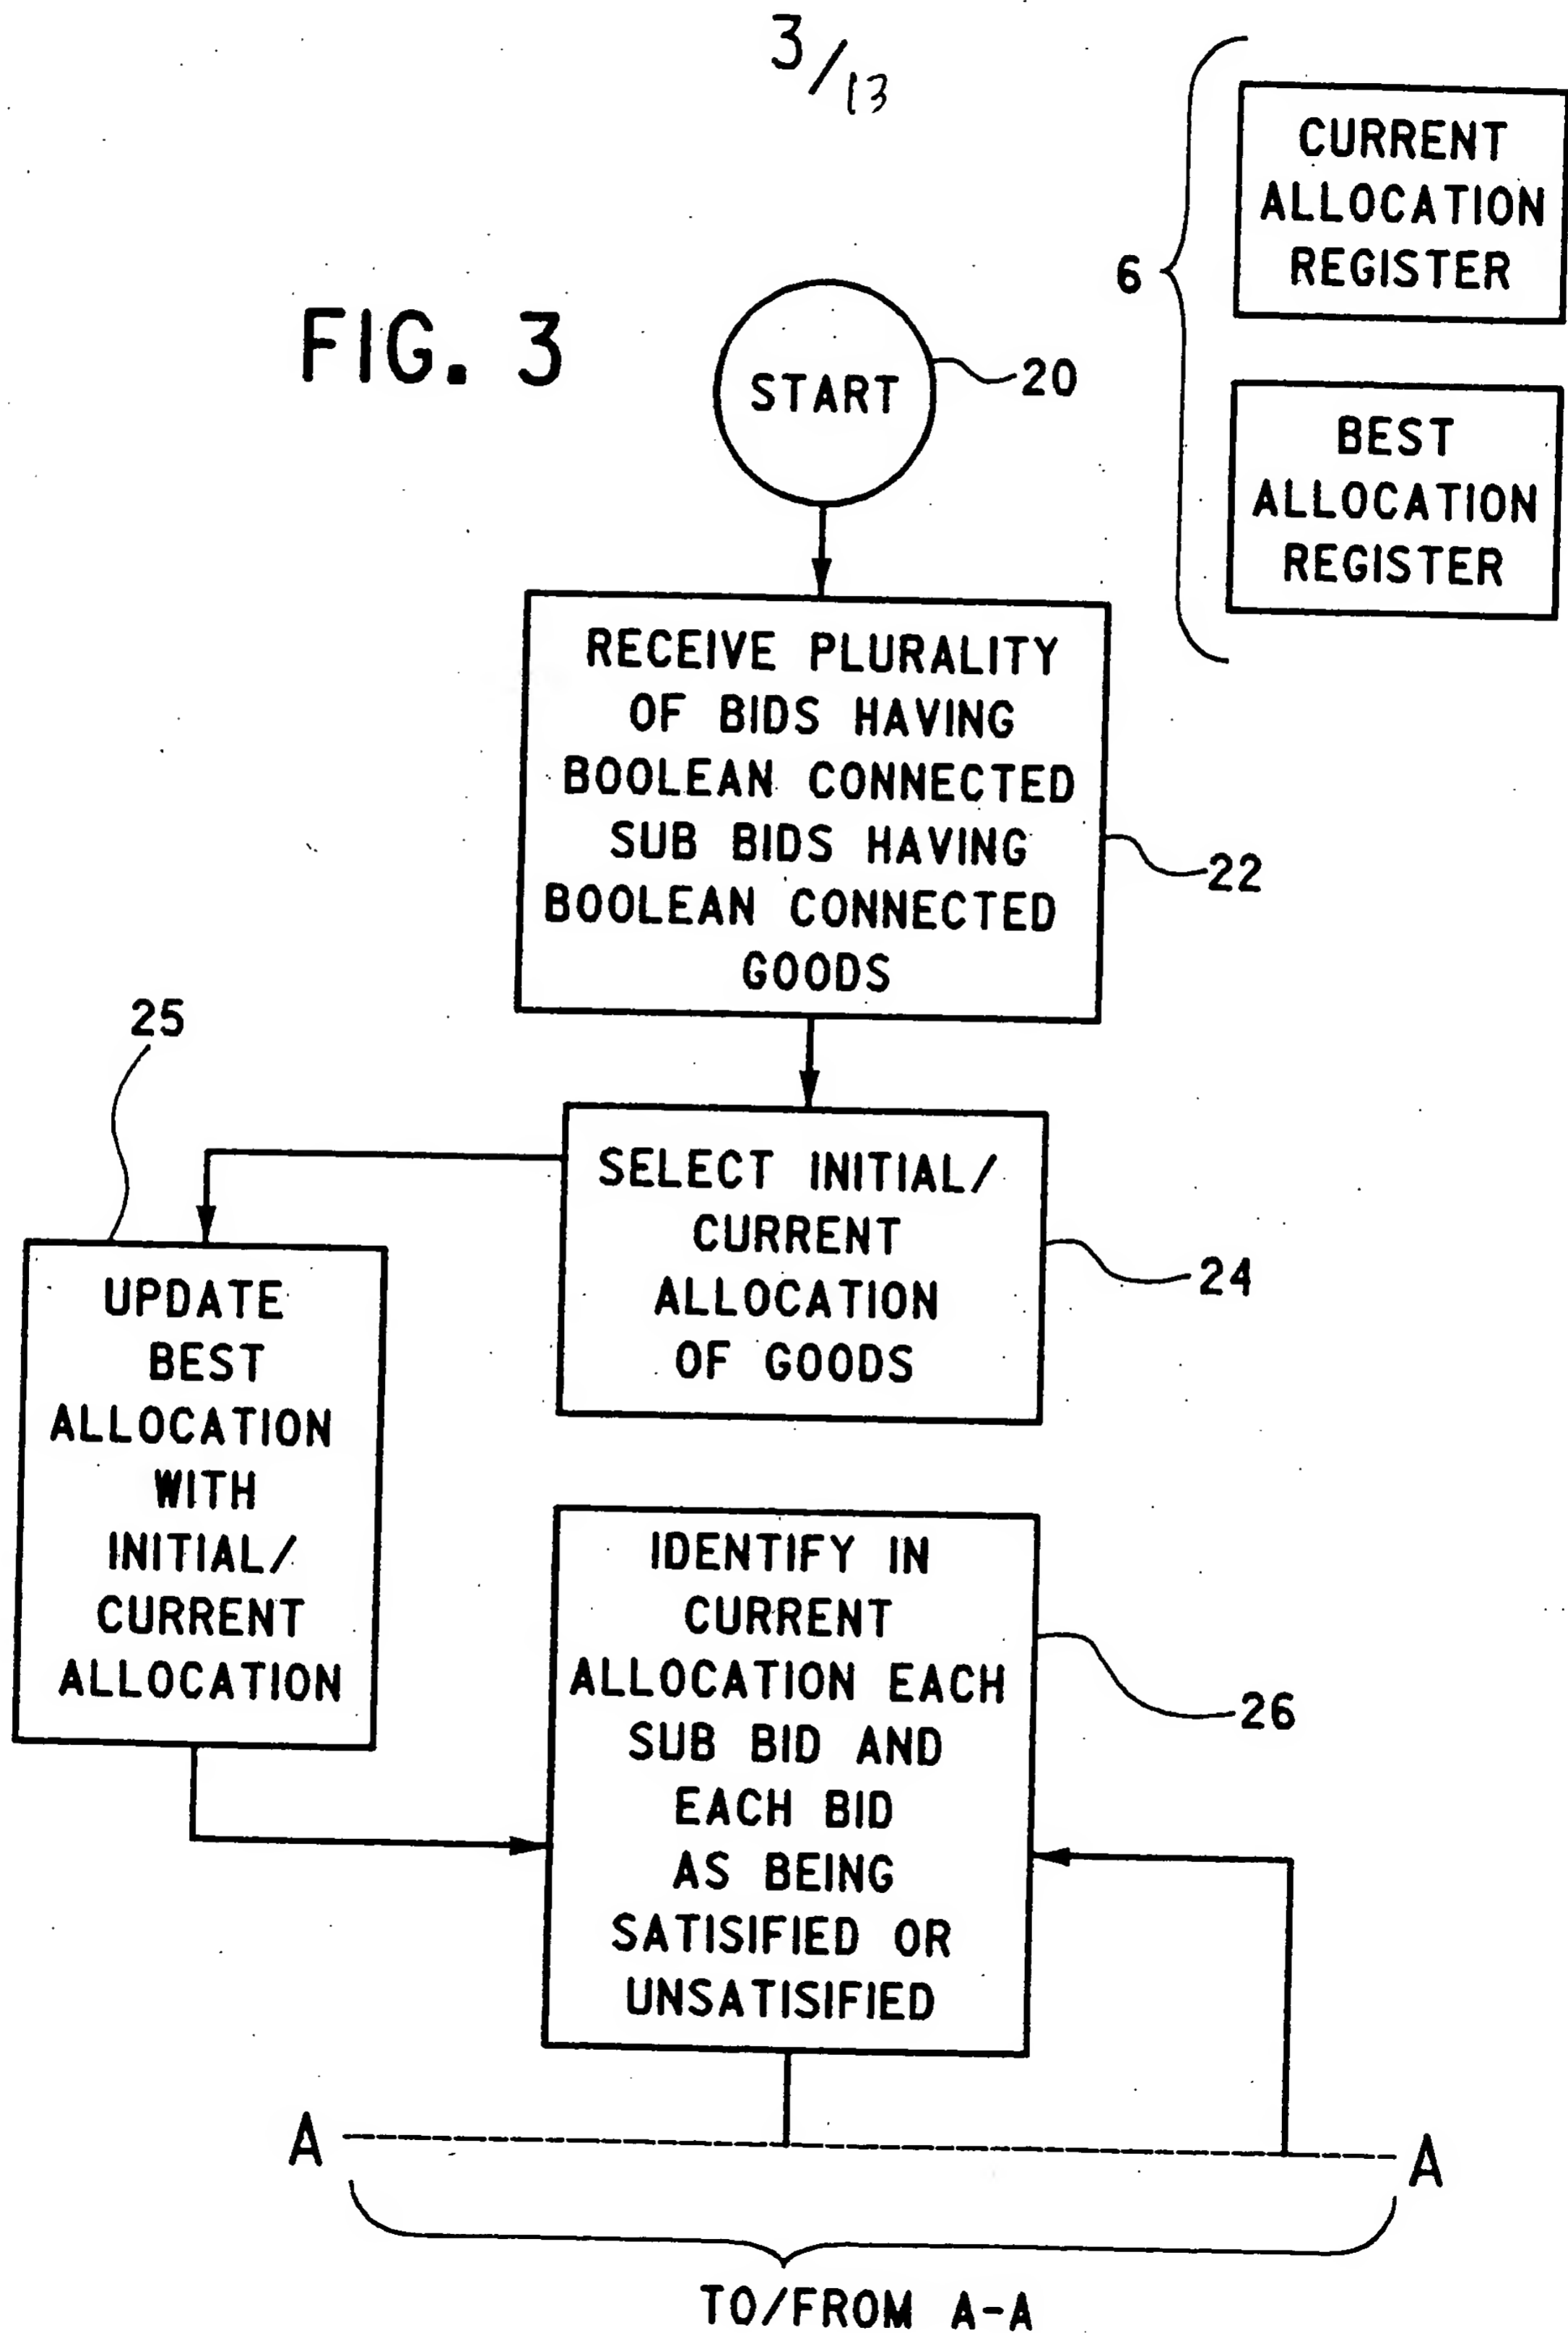 3/13
CURRENT
ALLOCATION
REGISTER
6
BEST
ALLOCATION
REGISTER
FIG. 3
START
20
RECEIVE PLURALITY
OF BIDS HAVING
BOOLEAN CONNECTED
SUB BIDS HAVING
BOOLEAN CONNECTED
GOODS
22
25
SELECT INITIAL/
CURRENT
ALLOCATION
OF GOODS
24
UPDATE
BEST
ALLOCATION
WITH
INITIAL/
CURRENT
ALLOCATION
IDENTIFY IN
CURRENT
ALLOCATION EACH
SUB BID AND
EACH BID
AS BEING
SATISIFIED OR
UNSATISIFIED
26
A
A
TO/FROM A-A